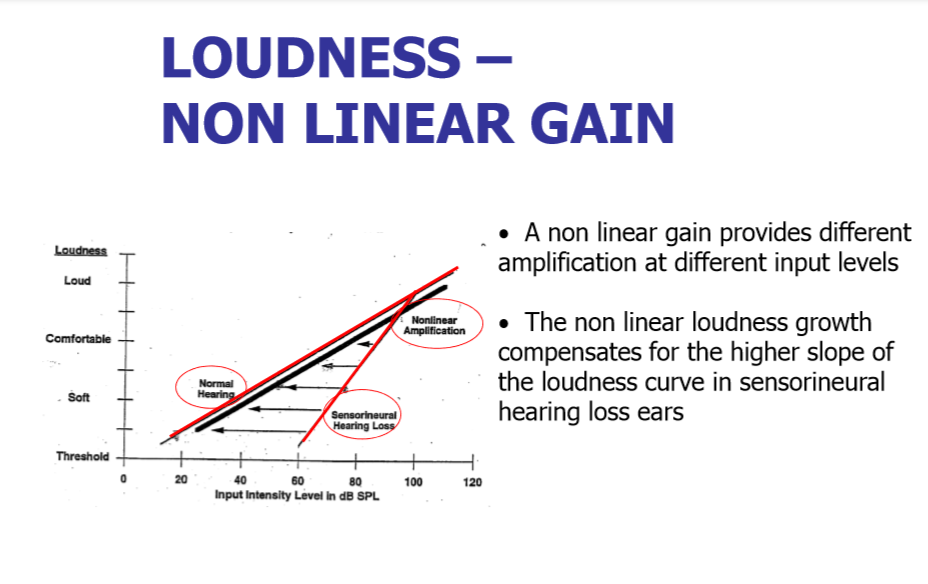 LOUDNESS –
NON LINEAR GAIN
Loudness
Loud
Comfortable
Soft
Threshold
Normal
Hearing
Nonlinear
Amplification
Sensorineural
Hearing Loss
0 20 40 60 80 100 120
Input Intensity Level in dB SPL
• A non linear gain provides different
amplification at different input levels
• The non linear loudness growth
compensates for the higher slope of
the loudness curve in sensorineural
hearing loss ears